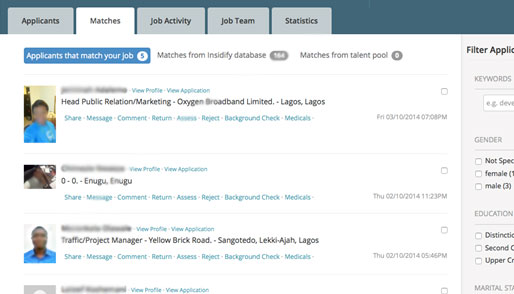 Applicants Matches Job Activity Job Team Statistics
Applicants that match your job 5 Matches from Insidify database 164 Matches from talent pool 0
Filter Applic
View Profile · View Application
Head Public Relation/Marketing - Oxygen Broadband Limited. - Lagos, Lagos
Share · Message · Comment · Return · Assess · Reject · Background Check · Medicals ·
Fri 03/10/2014 07:08PM
View Profile · View Application
0 - 0. - Enugu, Enugu
Share · Message · Comment · Return · Assess · Reject · Background Check · Medicals ·
Thu 02/10/2014 11:23PM
View Profile · View Application
Traffic/Project Manager - Yellow Brick Road. - Sangotedo, Lekki-Ajah, Lagos
Share · Message · Comment · Return · Assess · Reject · Background Check · Medicals ·
Thu 02/10/2014 05:46PM
View Profile · View Application
KEYWORDS
e.g. deve
GENDER
Not Spec
female (1
male (3)
EDUCATION
Distinctio
Second C
Upper Cr
MARITAL STA